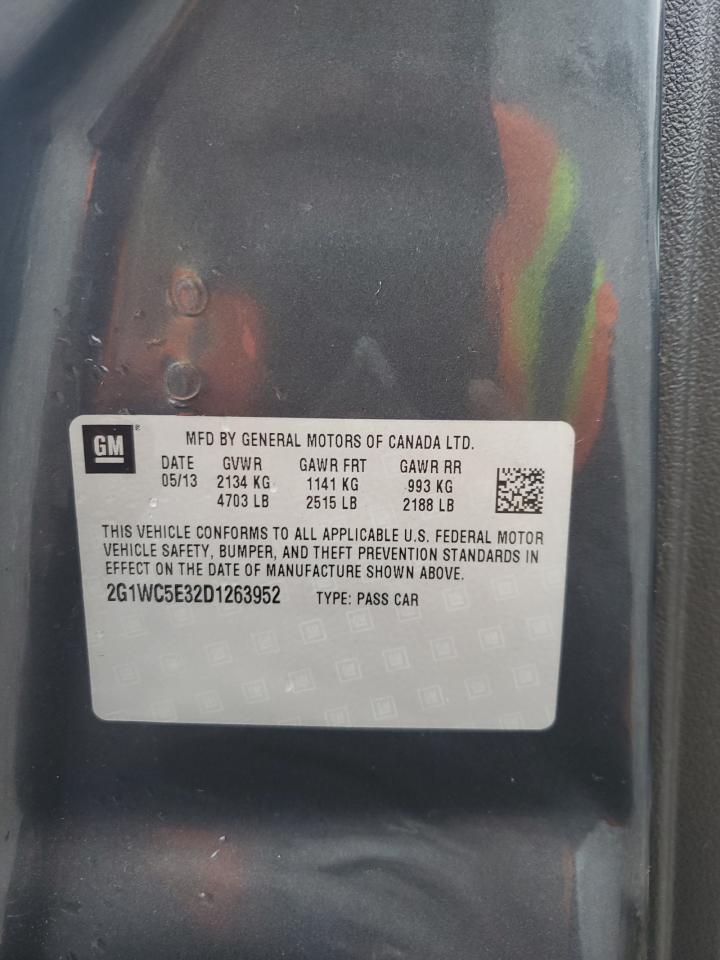 GM
MFD BY GENERAL MOTORS OF CANADA LTD.
DATE GVWR GAWR FRT GAWR RR
05/13 2134 KG 1141 KG 993 KG
4703 LB 2515 LB 2188 LB
THIS VEHICLE CONFORMS TO ALL APPLICABLE U.S. FEDERAL MOTOR
VEHICLE SAFETY, BUMPER, AND THEFT PREVENTION STANDARDS IN
EFFECT ON THE DATE OF MANUFACTURE SHOWN ABOVE.
2G1WC5E32D1263952 TYPE: PASS CAR